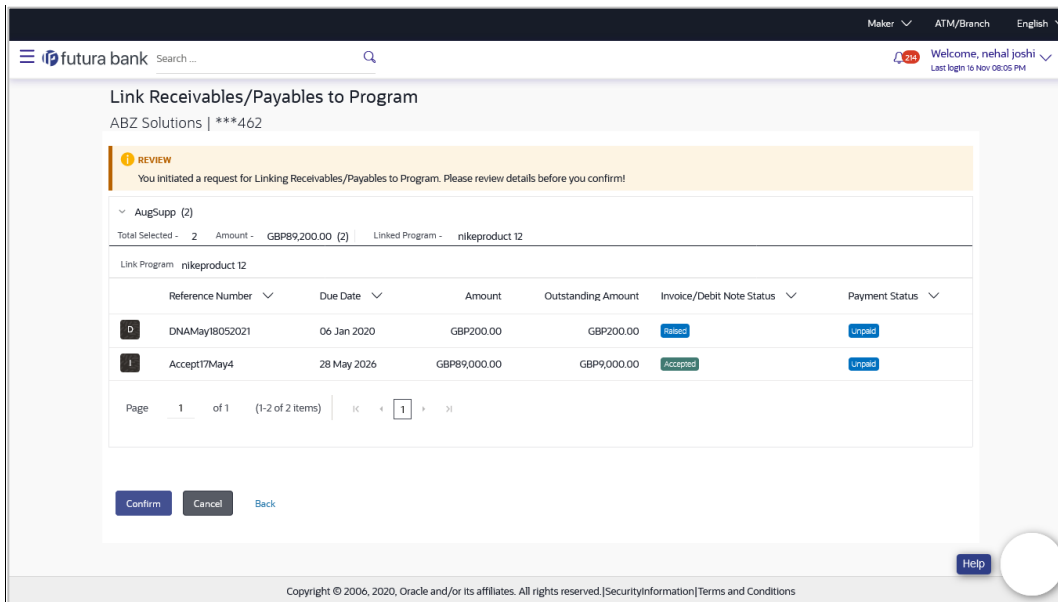 Maker ATM/Branch English
futura bank Search ... 214 Welcome, nehal joshi
Last login 16 Nov 08:05 PM
Link Receivables/Payables to Program
ABZ Solutions | ***462
REVIEW
You initiated a request for Linking Receivables/Payables to Program. Please review details before you confirm!
AugSupp (2)
Total Selected - 2 Amount - GBP89,200.00 (2) Linked Program - nikeproduct 12
Link Program nikeproduct 12
Reference Number Due Date Amount Outstanding Amount Invoice/Debit Note Status Payment Status
D DNAMay18052021 06 Jan 2020 GBP200.00 GBP200.00 Raised Unpaid
I Accept17May4 28 May 2026 GBP89,000.00 GBP9,000.00 Accepted Unpaid
Page 1 of 1 (1-2 of 2 items) 1
Confirm Cancel Back
Help
Copyright © 2006, 2020, Oracle and/or its affiliates. All rights reserved.|SecurityInformation|Terms and Conditions